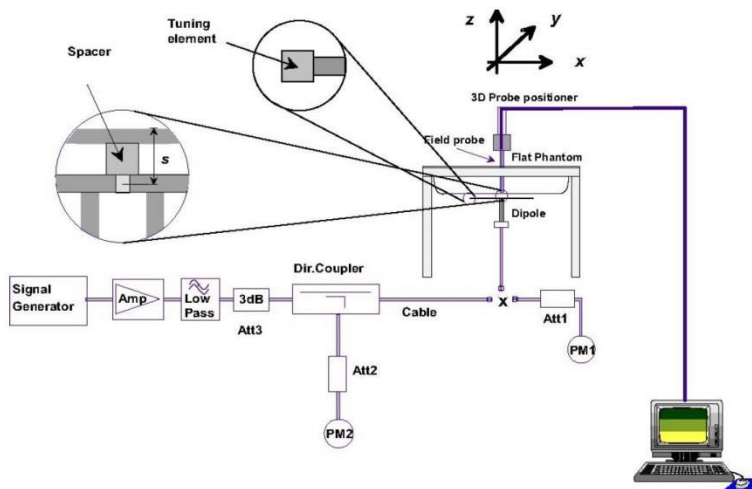 Tuning
element
Spacer
s
z
y
x
3D Probe positioner
Field probe
Flat Phantom
Dipole
Signal
Generator
Amp
Low
Pass
3dB
Att3
Dir.Coupler
Cable
x
Att1
PM1
Att2
PM2